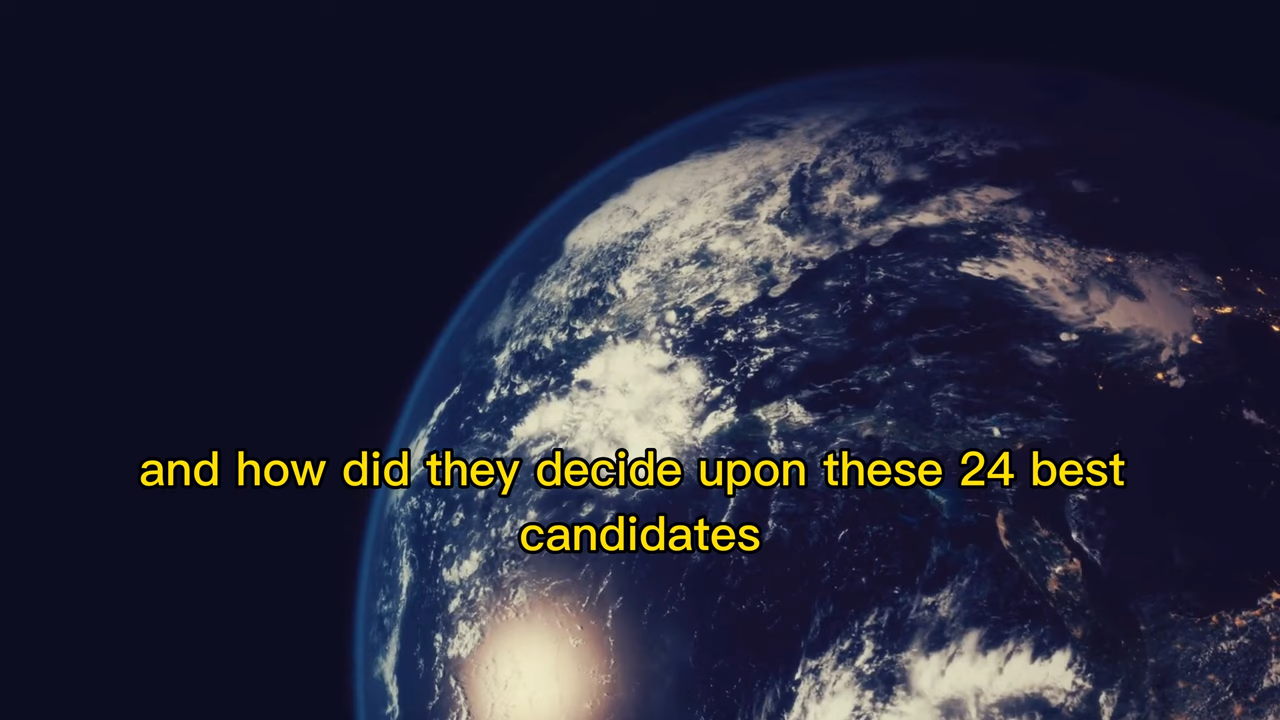 and how did they decide upon these 24 best
candidates